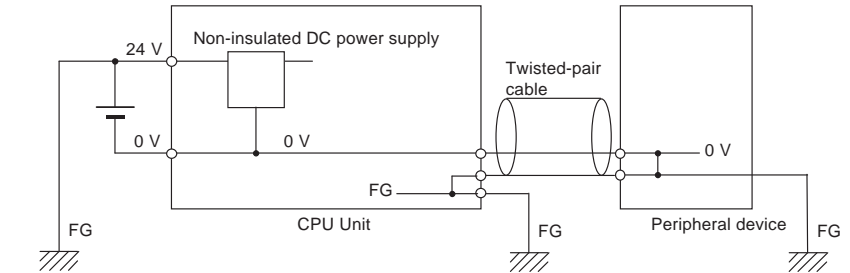 Non-insulated DC power supply
24 V
Twisted-pair
cable
0 V
0 V
0 V
FG
CPU Unit
Peripheral device
FG
FG
FG